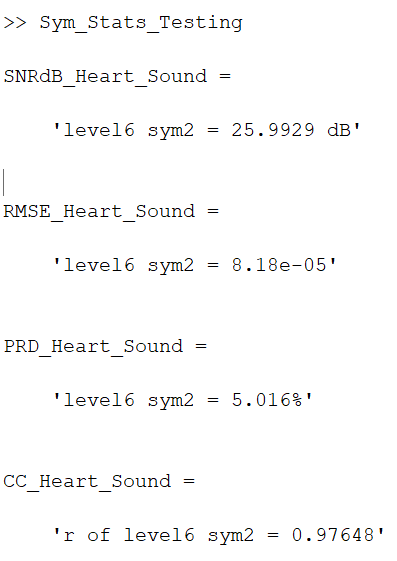 >> Sym_Stats_Testing
SNRdB_Heart_Sound =
'level6 sym2 = 25.9929 dB'
RMSE_Heart_Sound =
'level6 sym2 = 8.18e-05'
PRD_Heart_Sound =
'level6 sym2 = 5.016%'
CC_Heart_Sound =
'r of level6 sym2 = 0.97648'